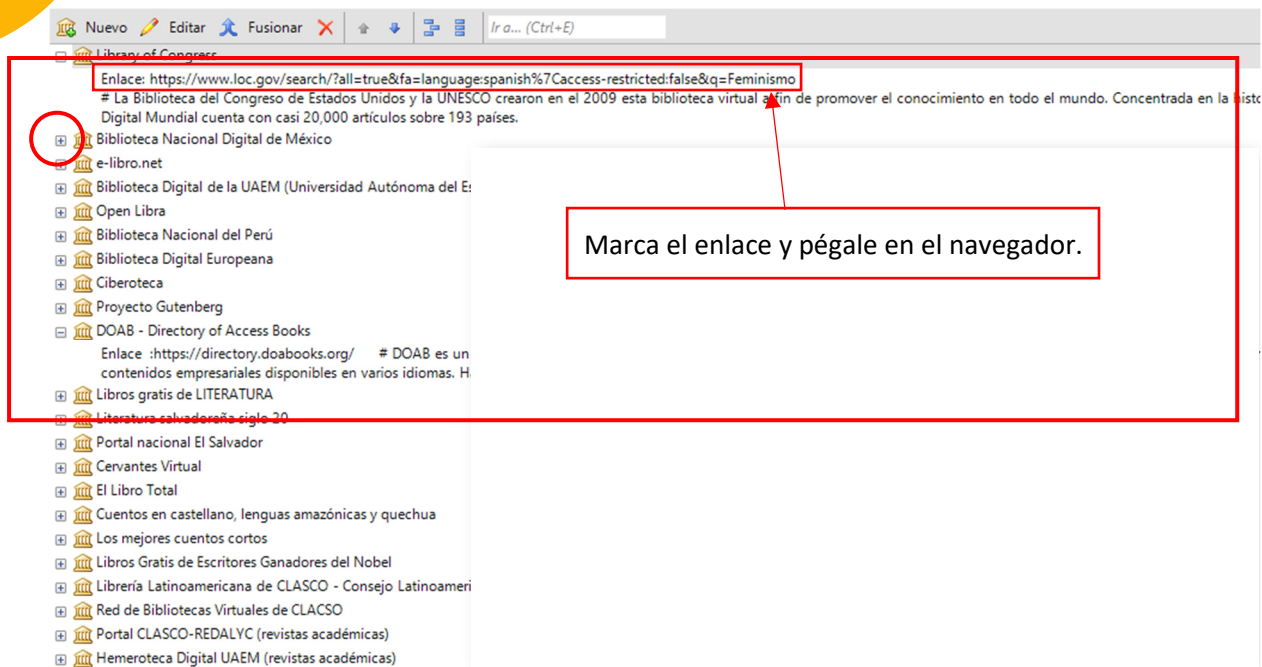 Nuevo Editar Fusionar Ir a... (Ctrl+E)
Library of Congress
Enlace: https://www.loc.gov/search/?all=true&fa=language:spanish%7Caccess-restricted:false&q=Feminismo
# La Biblioteca del Congreso de Estados Unidos y la UNESCO crearon en el 2009 esta biblioteca virtual a fin de promover el conocimiento en todo el mundo. Concentrada en la
Digital Mundial cuenta con casi 20,000 artículos sobre 193 países.
Biblioteca Nacional Digital de México
e-libro.net
Biblioteca Digital de la UAEM (Universidad Autónoma del
Open Libra
Biblioteca Nacional del Perú
Marca el enlace y pégale en el navegador.
Biblioteca Digital Europeana
Ciberoteca
Proyecto Gutenberg
DOAB - Directory of Access Books
Enlace :https://directory.doabooks.org/ # DOAB es un
contenidos empresariales disponibles en varios idiomas.
Libros gratis de LITERATURA
Literatura salvadoreña siglo 20
Portal nacional El Salvador
Cervantes Virtual
El Libro Total
Cuentos en castellano, lenguas amazónicas y quechua
Los mejores cuentos cortos
Libros Gratis de Escritores Ganadores del Nobel
Librería Latinoamericana de CLASCO - Consejo Latinoameri
Red de Bibliotecas Virtuales de CLACSO
Portal CLASCO-REDALYC (revistas académicas)
Hemeroteca Digital UAEM (revistas académicas)